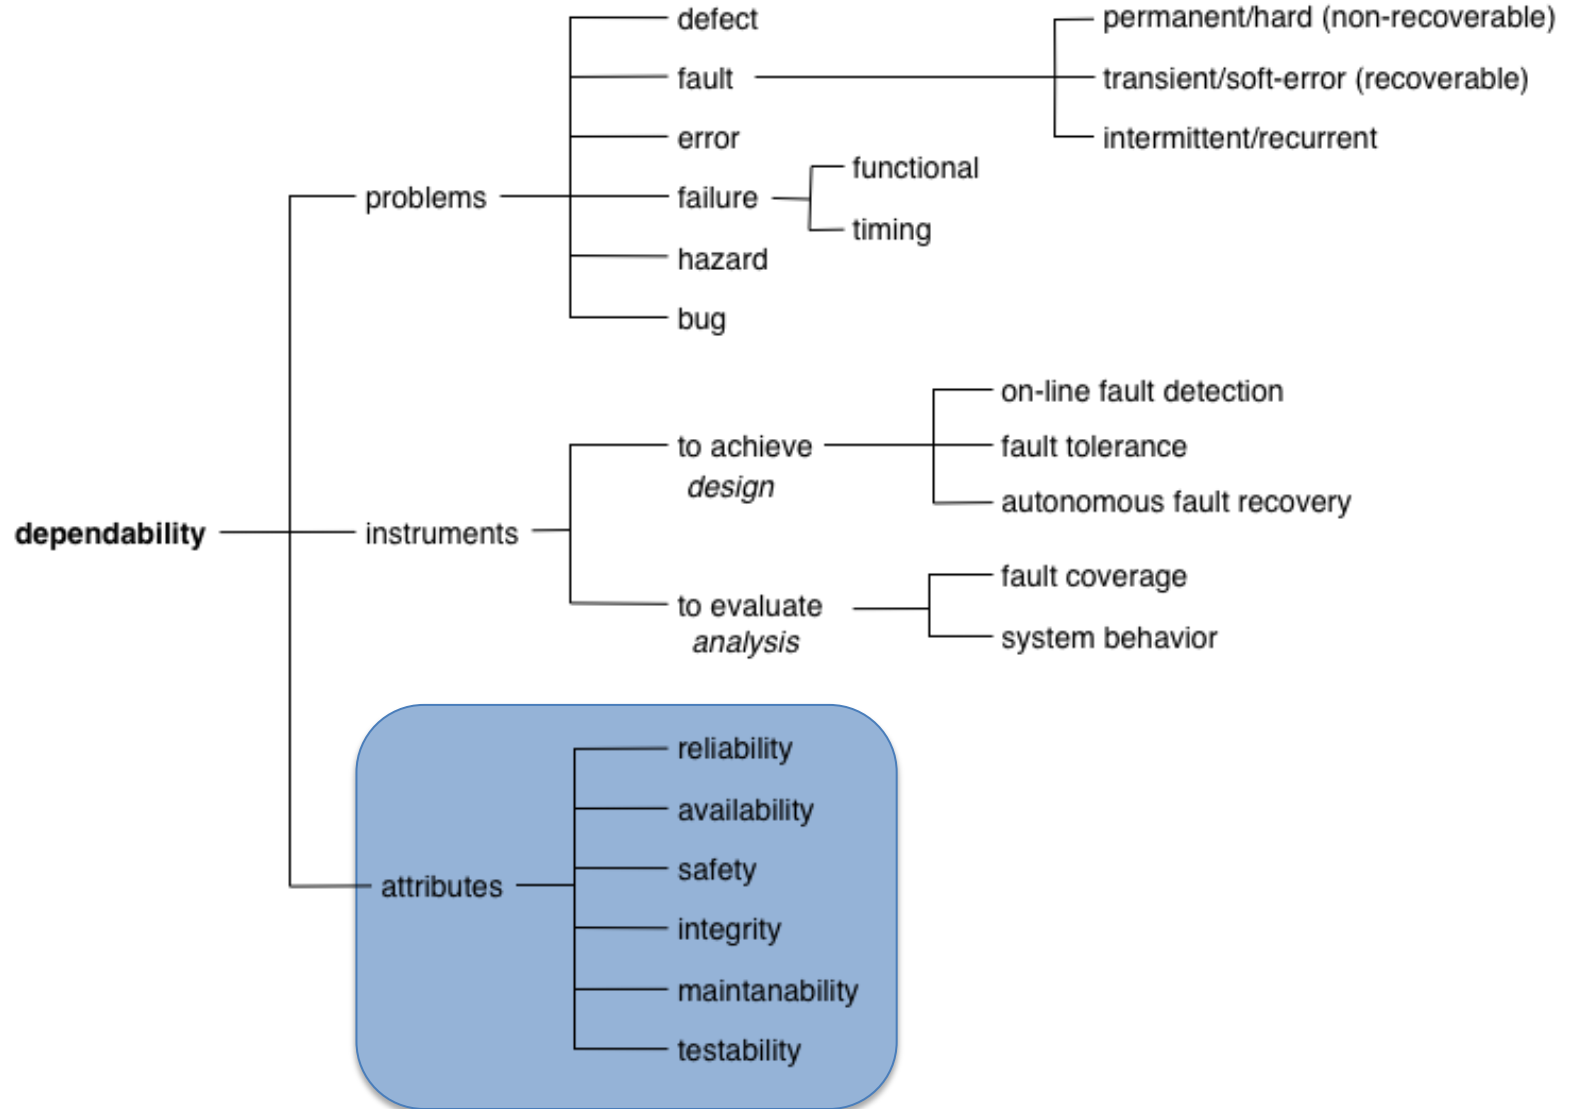 defect
fault
error
failure
hazard
bug
permanent/hard (non-recoverable)
transient/soft-error (recoverable)
intermittent/recurrent
functional
timing
problems
dependability
instruments
to achieve
design
on-line fault detection
fault tolerance
autonomous fault recovery
to evaluate
analysis
fault coverage
system behavior
attributes
reliability
availability
safety
integrity
maintanability
testability